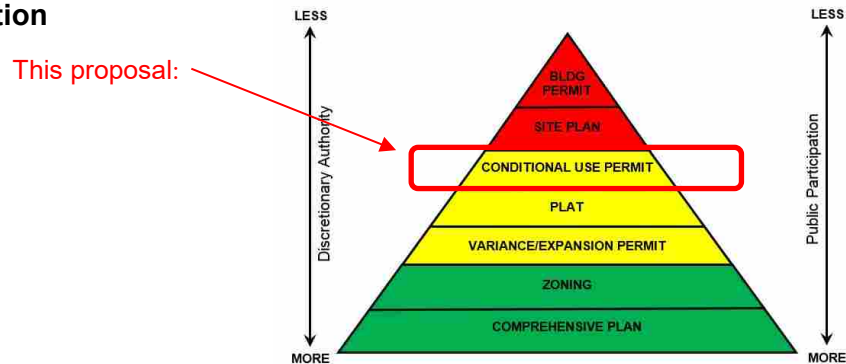 tion
LESS
LESS
This proposal:
BLDG
PERMIT
SITE PLAN
CONDITIONAL USE PERMIT
PLAT
VARIANCE/EXPANSION PERMIT
ZONING
COMPREHENSIVE PLAN
Discretionary Authority
Public Participation
MORE
MORE